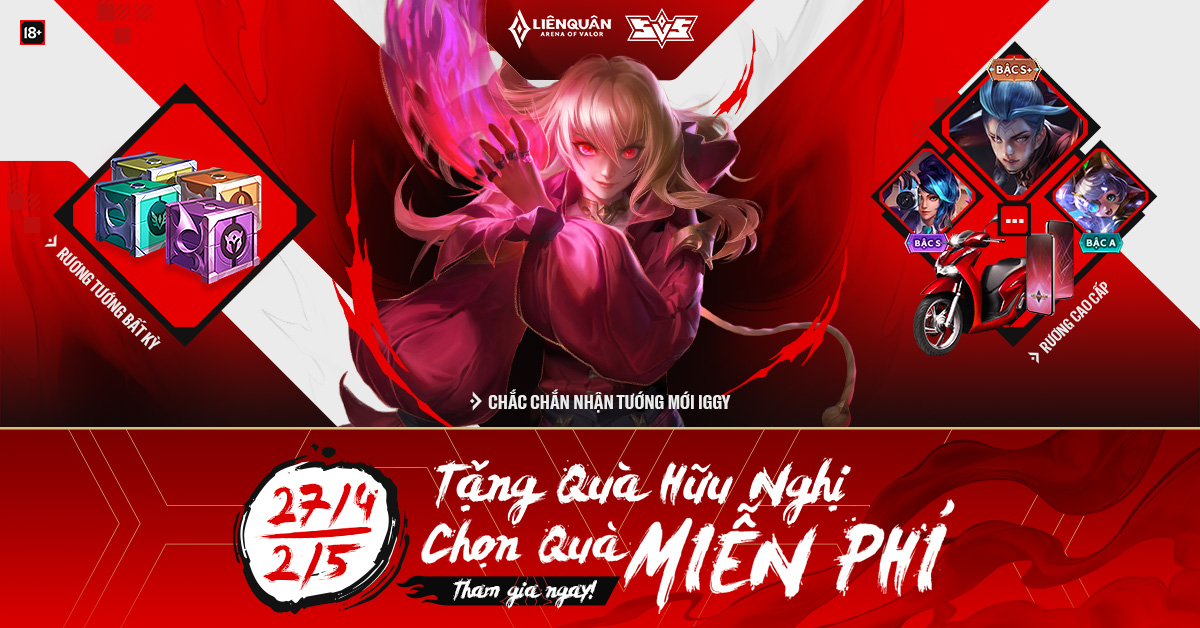 18+
LIÊNQUÂN
ARENA OF VALOR
SVS
BẬC S+
BẬC S
BẬC A
RƯƠNG TƯỚNG BẤT KỲ
RƯƠNG CAO CẤP
CHẮC CHẮN NHẬN TƯỚNG MỚI IGGY
27/4
2/5
Tặng Quà Hữu Nghị
Chọn Quà MIỄN PHÍ
Tham gia ngay!